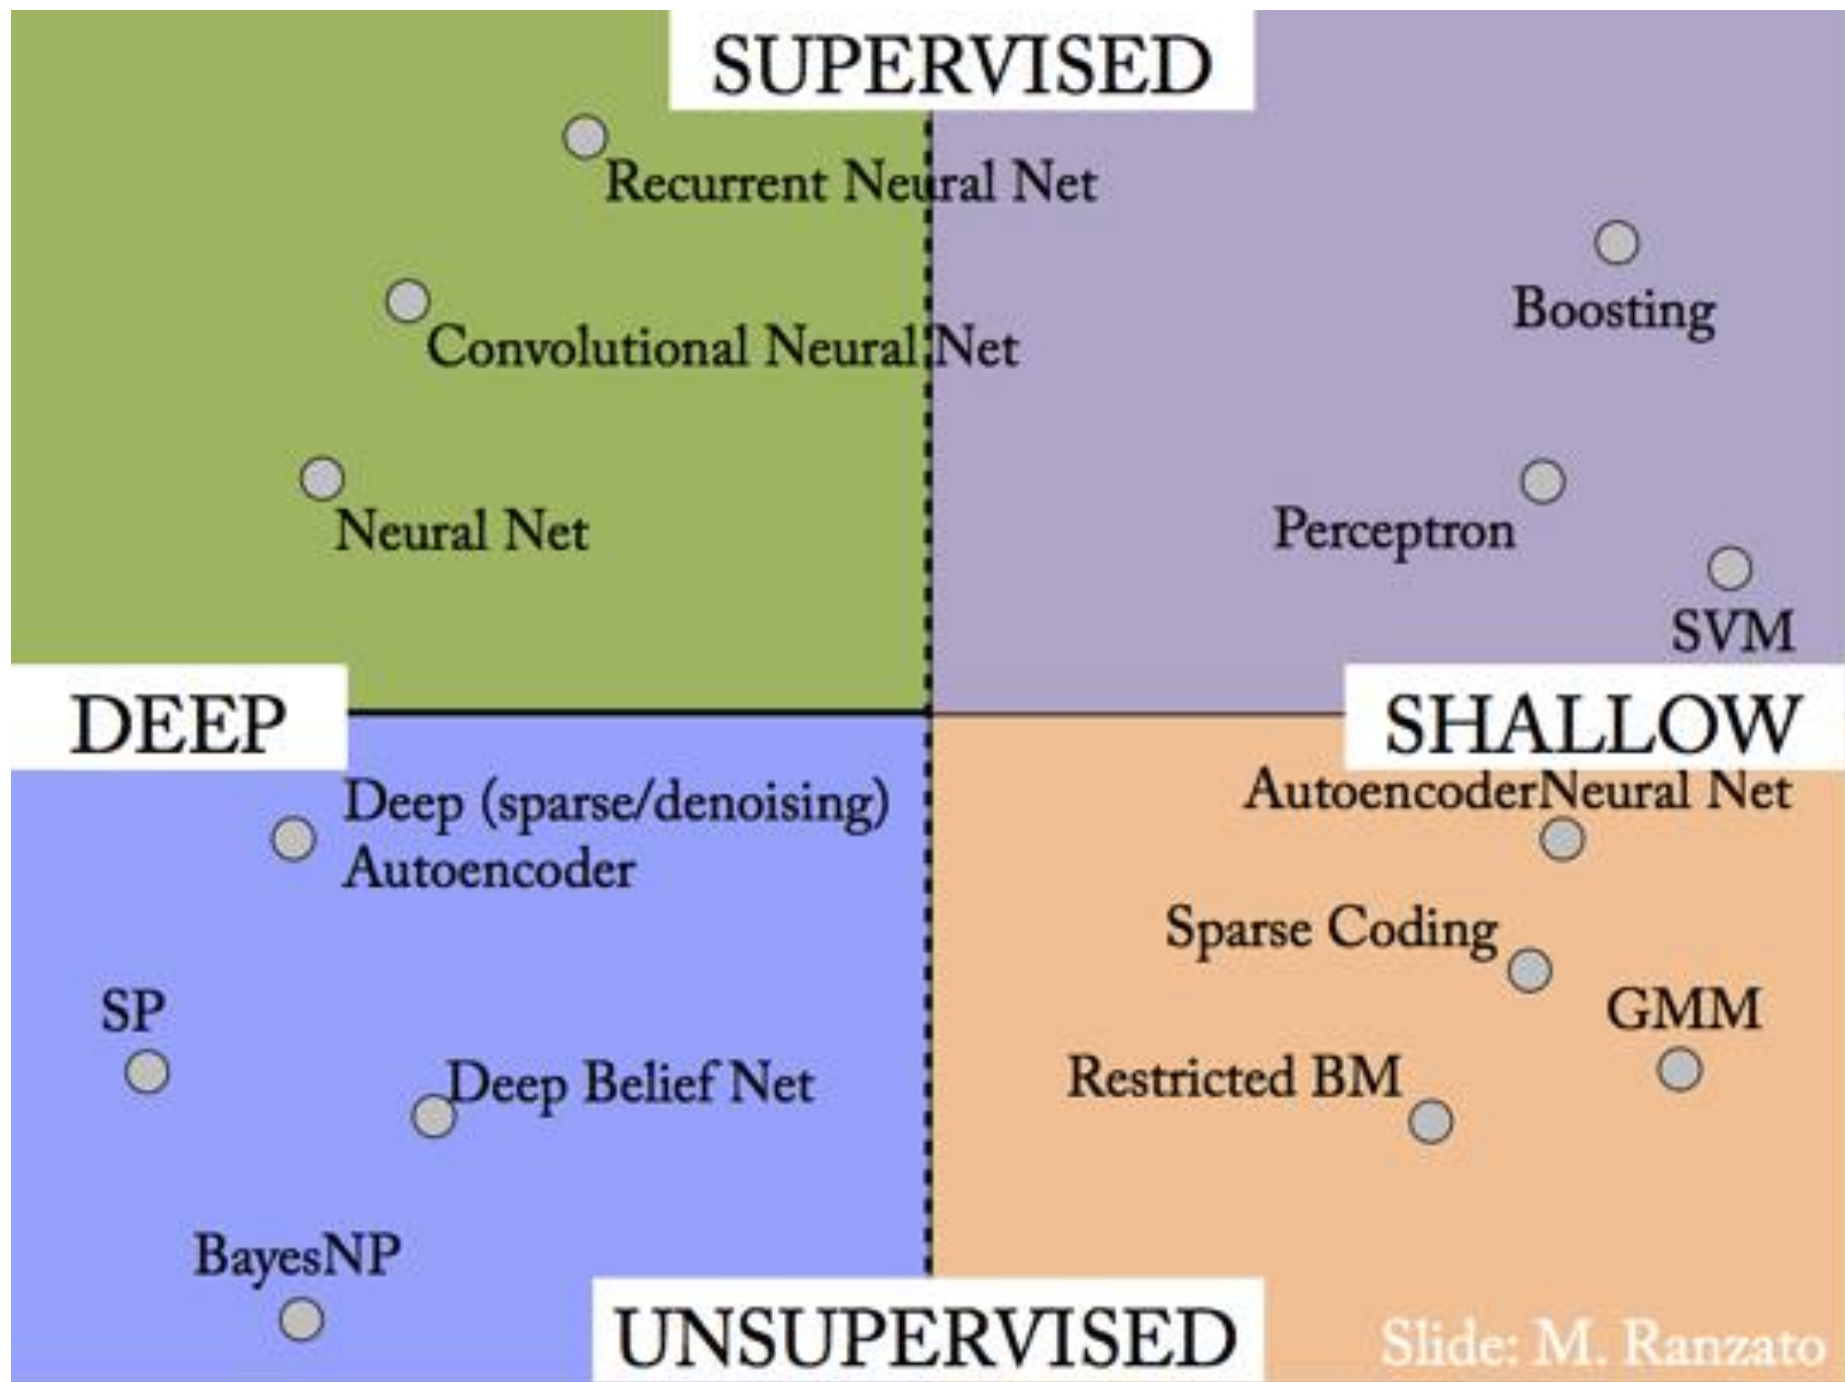 SUPERVISED
Recurrent Neural Net
Boosting
Convolutional Neural Net
Perceptron
Neural Net
SVM
DEEP
SHALLOW
Deep (sparse/denoising)
Autoencoder
AutoencoderNeural Net
Sparse Coding
SP
GMM
Deep Belief Net
Restricted BM
BayesNP
UNSUPERVISED
Slide: M. Ranzato